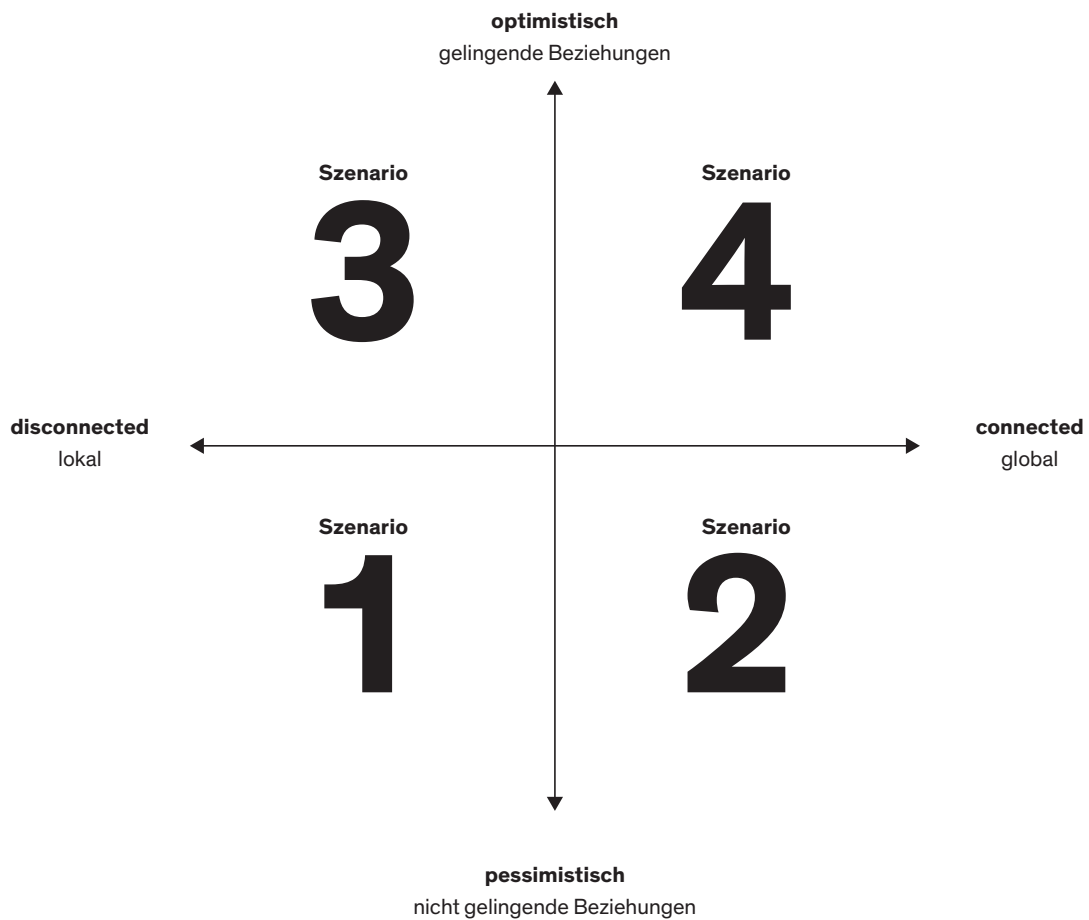 optimistisch
gelingende Beziehungen
Szenario
Szenario
3
4
disconnected
connected
lokal
global
Szenario
Szenario
1
2
pessimistisch
nicht gelingende Beziehungen